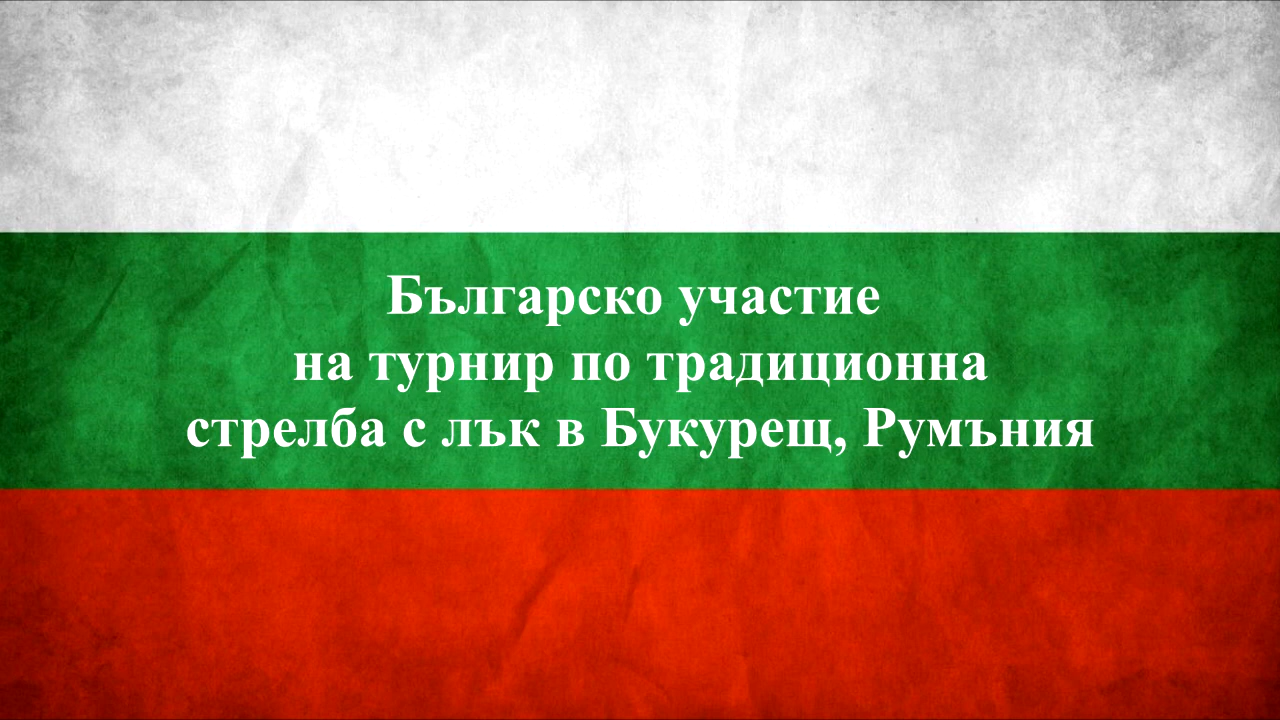 Българско участие
на турнир по традиционна
стрелба с лък в Букурещ, Румъния